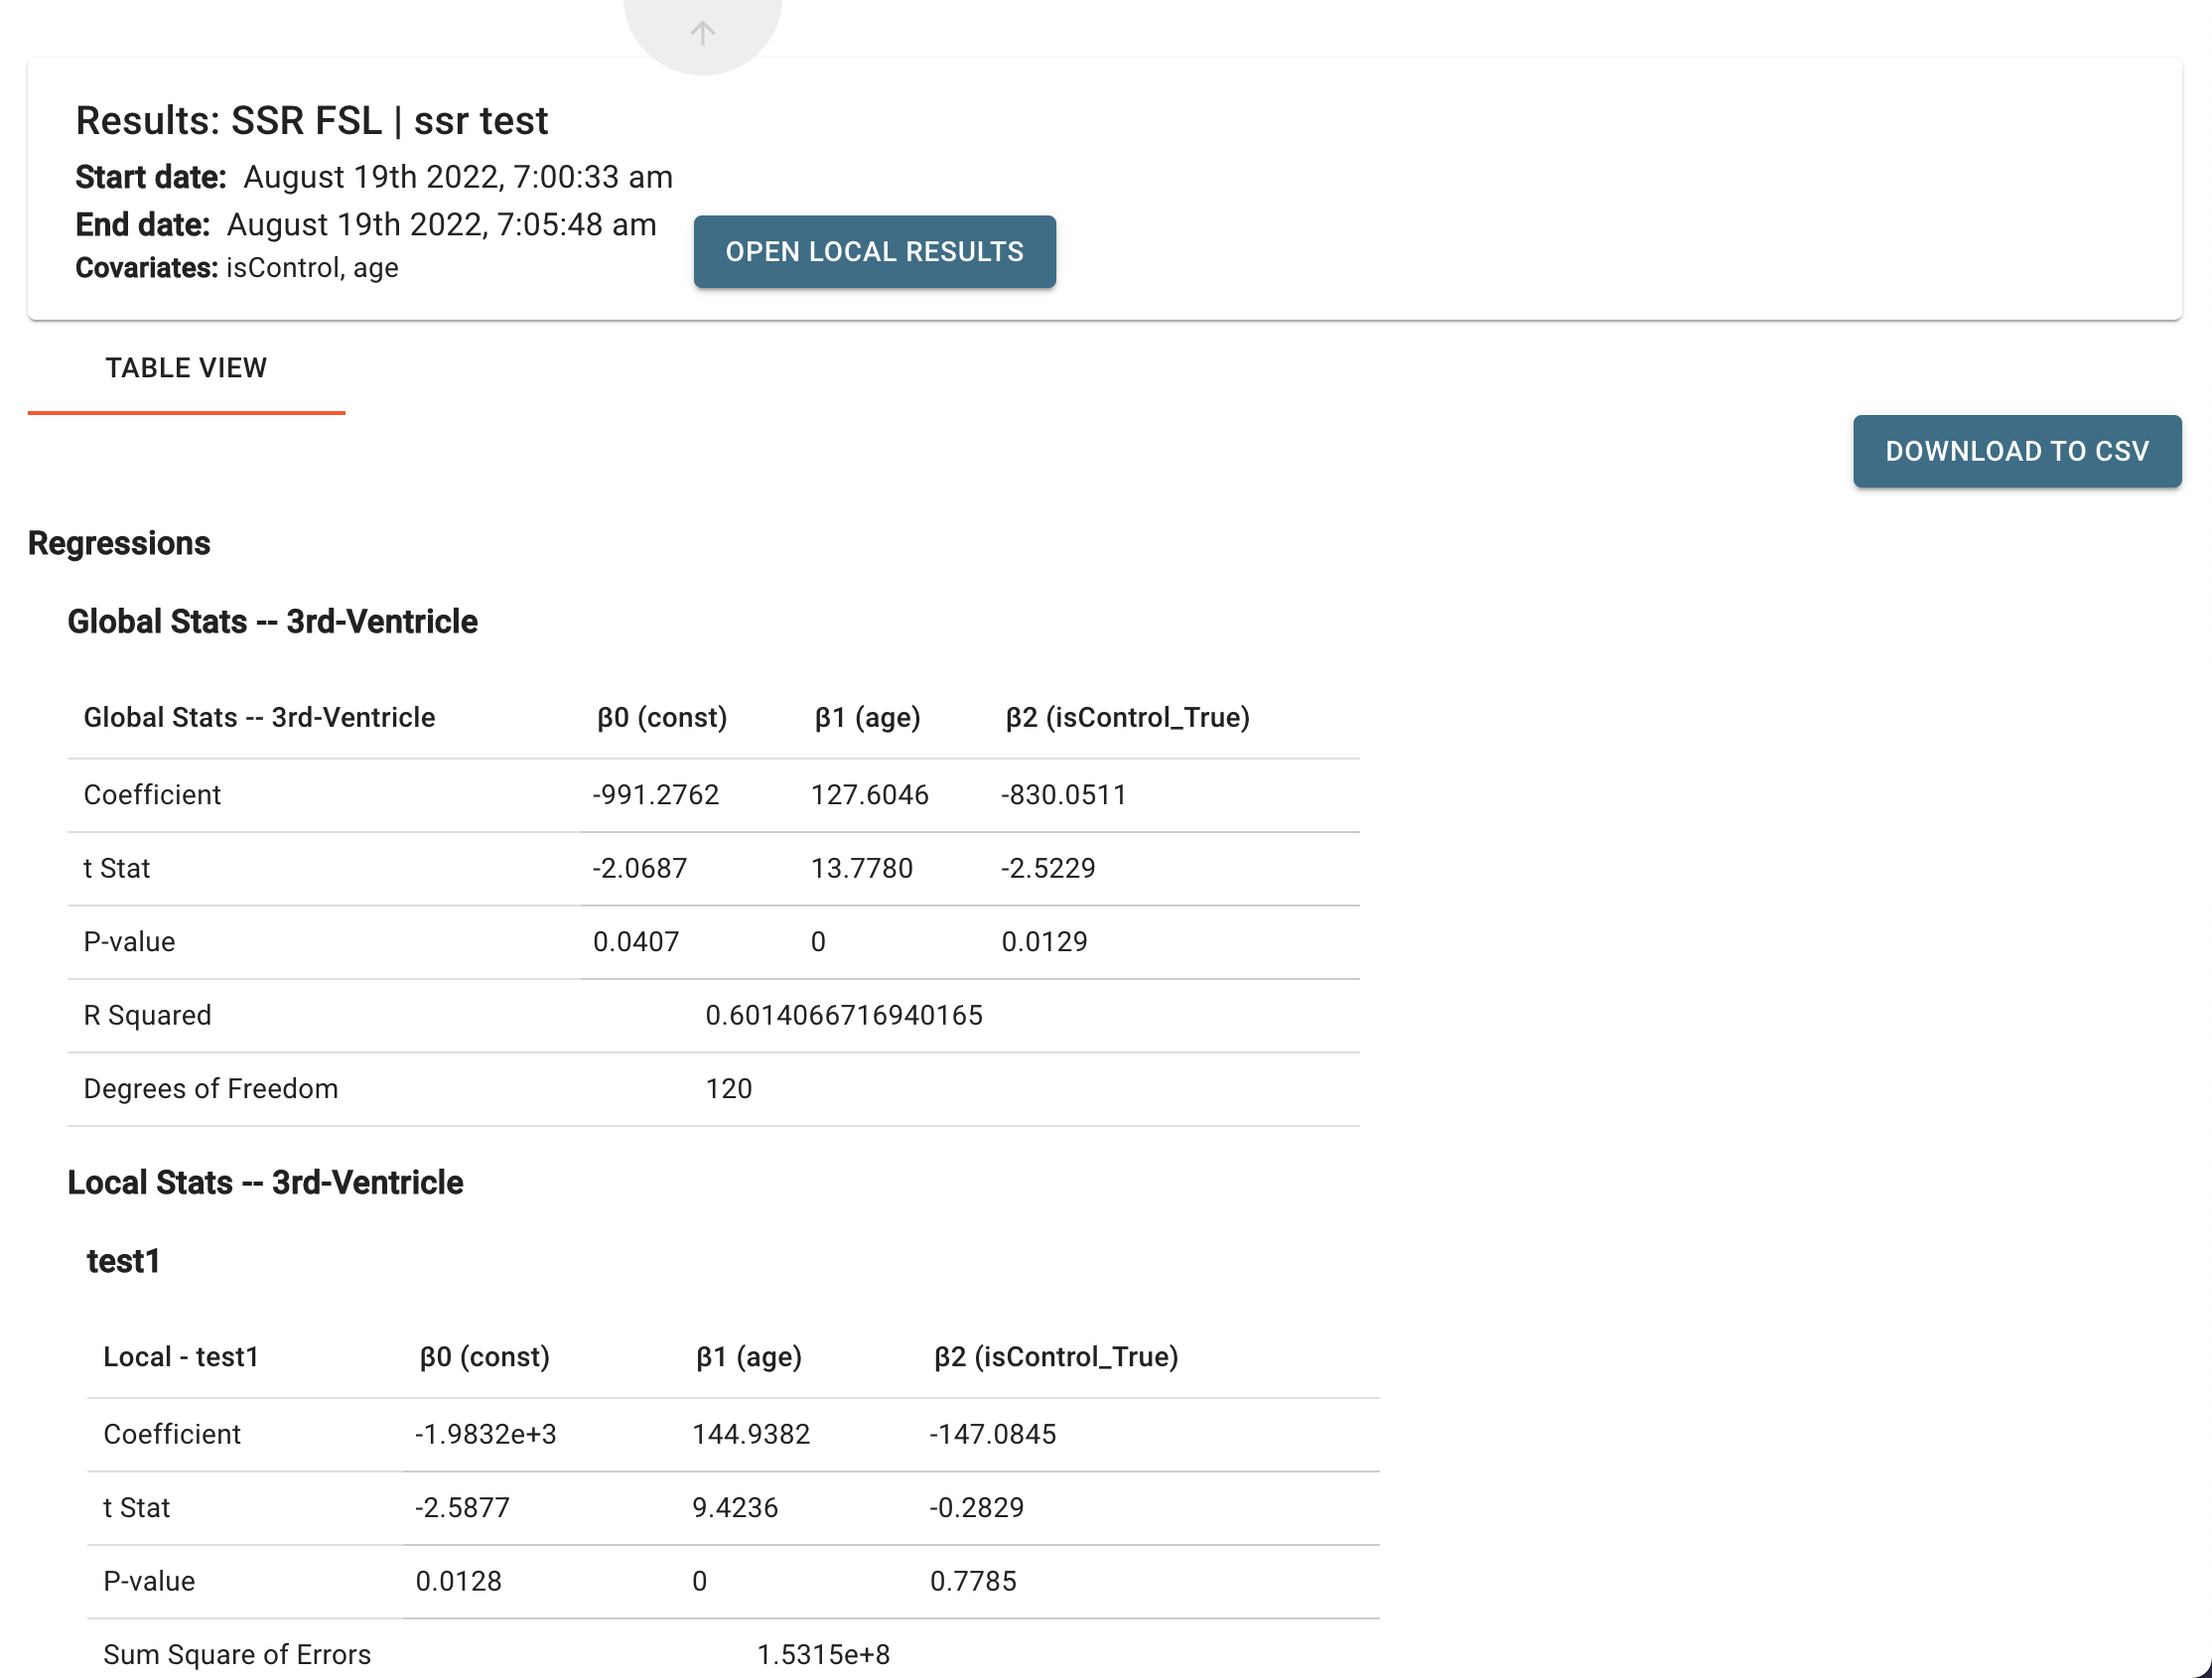 Results: SSR FSL | ssr test
Start date: August 19th 2022, 7:00:33 am
End date: August 19th 2022, 7:05:48 am
OPEN LOCAL RESULTS
Covariates: isControl, age
TABLE VIEW
DOWNLOAD TO CSV
Regressions
Global Stats -- 3rd-Ventricle
Global Stats -- 3rd-Ventricle β0 (const) β1 (age) β2 (isControl_True)
Coefficient -991.2762 127.6046 -830.0511
t Stat -2.0687 13.7780 -2.5229
P-value 0.0407 0 0.0129
R Squared 0.6014066716940165
Degrees of Freedom 120
Local Stats -- 3rd-Ventricle
test1
Local - test1 β0 (const) β1 (age) β2 (isControl_True)
Coefficient -1.9832e+3 144.9382 -147.0845
t Stat -2.5877 9.4236 -0.2829
P-value 0.0128 0 0.7785
Sum Square of Errors 1.5315e+8